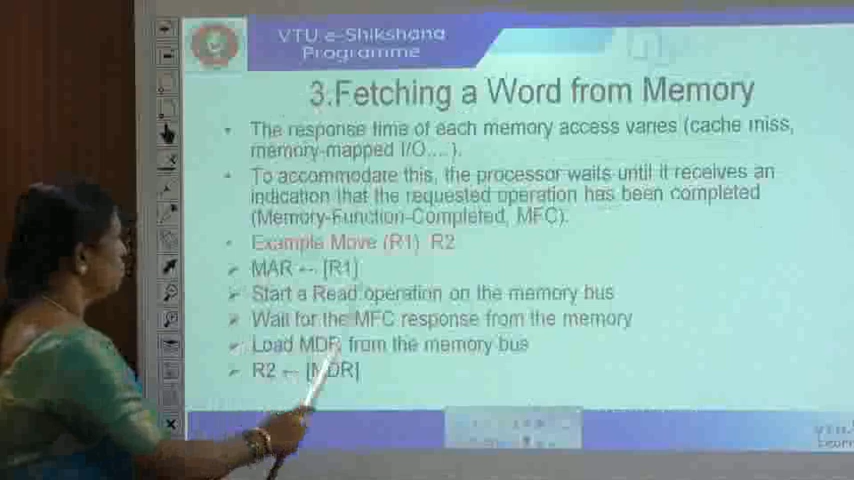 VTU e-Shikshana
Programme
3.Fetching a Word from Memory
• The response time of each memory access varies (cache miss,
memory-mapped I/O....).
• To accommodate this, the processor waits until it receives an
indication that the requested operation has been completed
(Memory-Function-Completed, MFC).
• Example Move (R1) R2
➢ MAR ← [R1]
➢ Start a Read operation on the memory bus
➢ Wait for the MFC response from the memory
➢ Load MDR from the memory bus
➢ R2 ← [MDR]